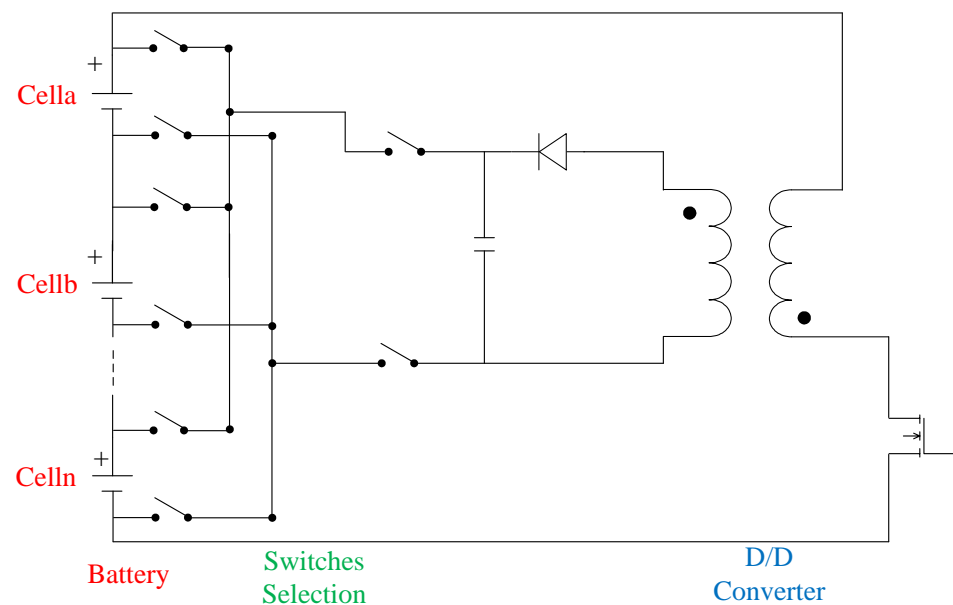 +
Cella
+
Cellb
+
Celln
Battery
Switches
Selection
D/D
Converter